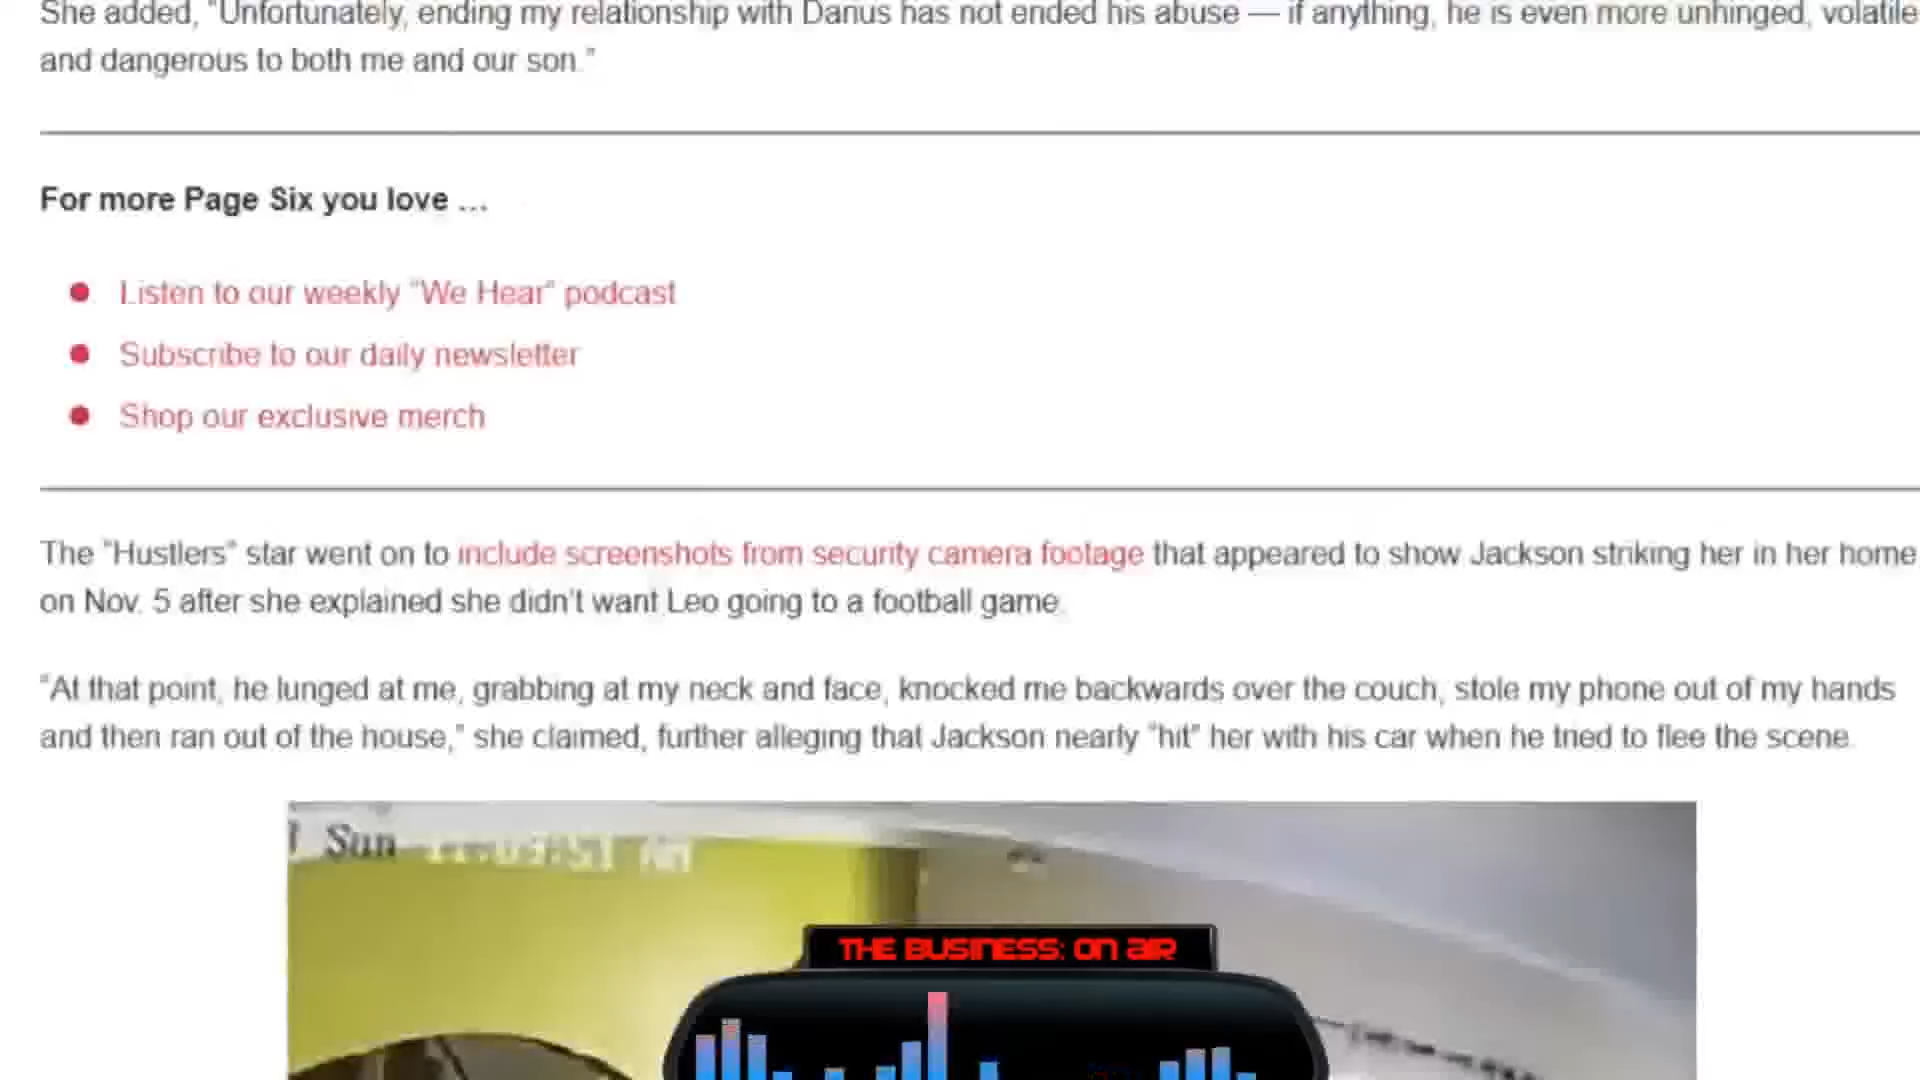 She added, “Unfortunately, ending my relationship with Darius has not ended his abuse — if anything, he is even more unhinged, volatile
and dangerous to both me and our son.”
For more Page Six you love …
Listen to our weekly “We Hear” podcast
Subscribe to our daily newsletter
Shop our exclusive merch
The “Hustlers” star went on to include screenshots from security camera footage that appeared to show Jackson striking her in her home
on Nov. 5 after she explained she didn’t want Leo going to a football game.
“At that point, he lunged at me, grabbing at my neck and face, knocked me backwards over the couch, stole my phone out of my hands
and then ran out of the house,” she claimed, further alleging that Jackson nearly “hit” her with his car when he tried to flee the scene.
Sun AM
THE BUSINESS: ON AIR